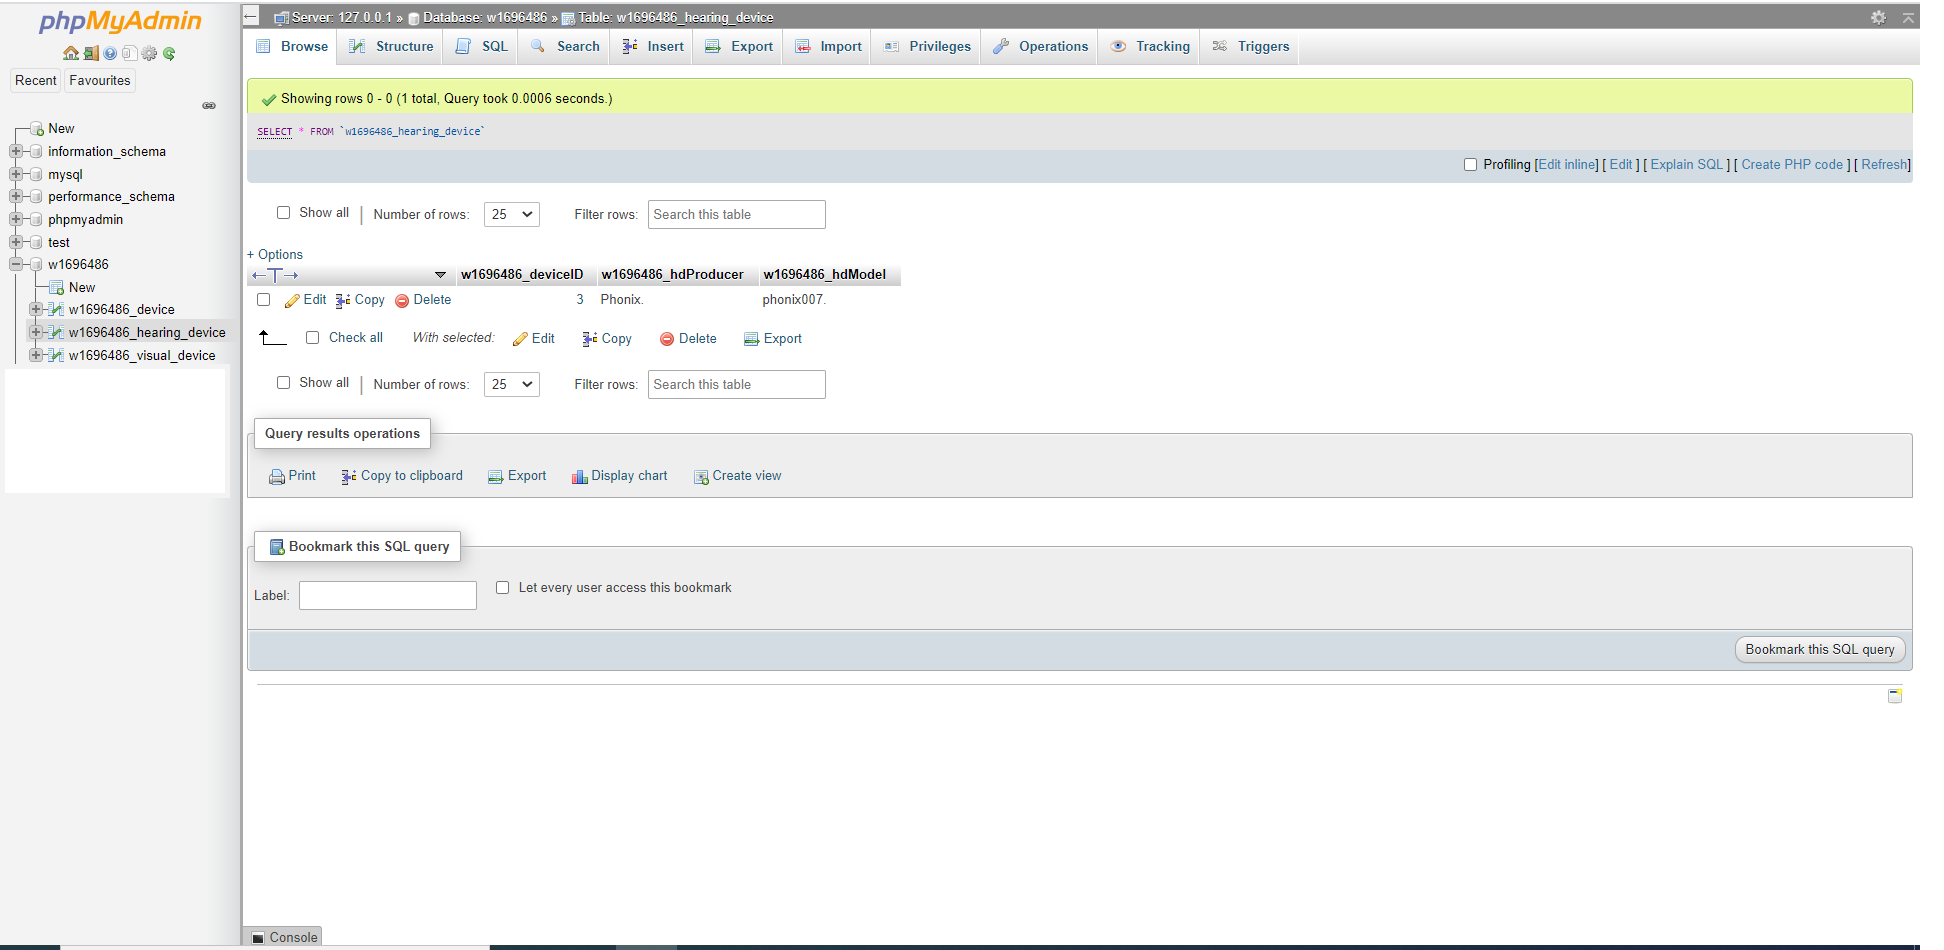 phpMyAdmin
Recent Favourites
New
information_schema
mysql
performance_schema
phpmyadmin
test
w1696486
New
w1696486_device
w1696486_hearing_device
w1696486_visual_device
Server: 127.0.0.1 » Database: w1696486 » Table: w1696486_hearing_device
Browse Structure SQL Search Insert Export Import Privileges Operations Tracking Triggers
Showing rows 0 - 0 (1 total, Query took 0.0006 seconds.)
SELECT * FROM `w1696486_hearing_device`
Profiling [Edit inline] [ Edit ] [ Explain SQL ] [ Create PHP code ] [ Refresh]
Show all | Number of rows: 25 Filter rows: Search this table
+ Options
←T→ w1696486_deviceID w1696486_hdProducer w1696486_hdModel
Edit Copy Delete 3 Phonix. phonix007.
Check all With selected: Edit Copy Delete Export
Show all | Number of rows: 25 Filter rows: Search this table
Query results operations
Print Copy to clipboard Export Display chart Create view
Bookmark this SQL query
Label: Let every user access this bookmark
Bookmark this SQL query
Console